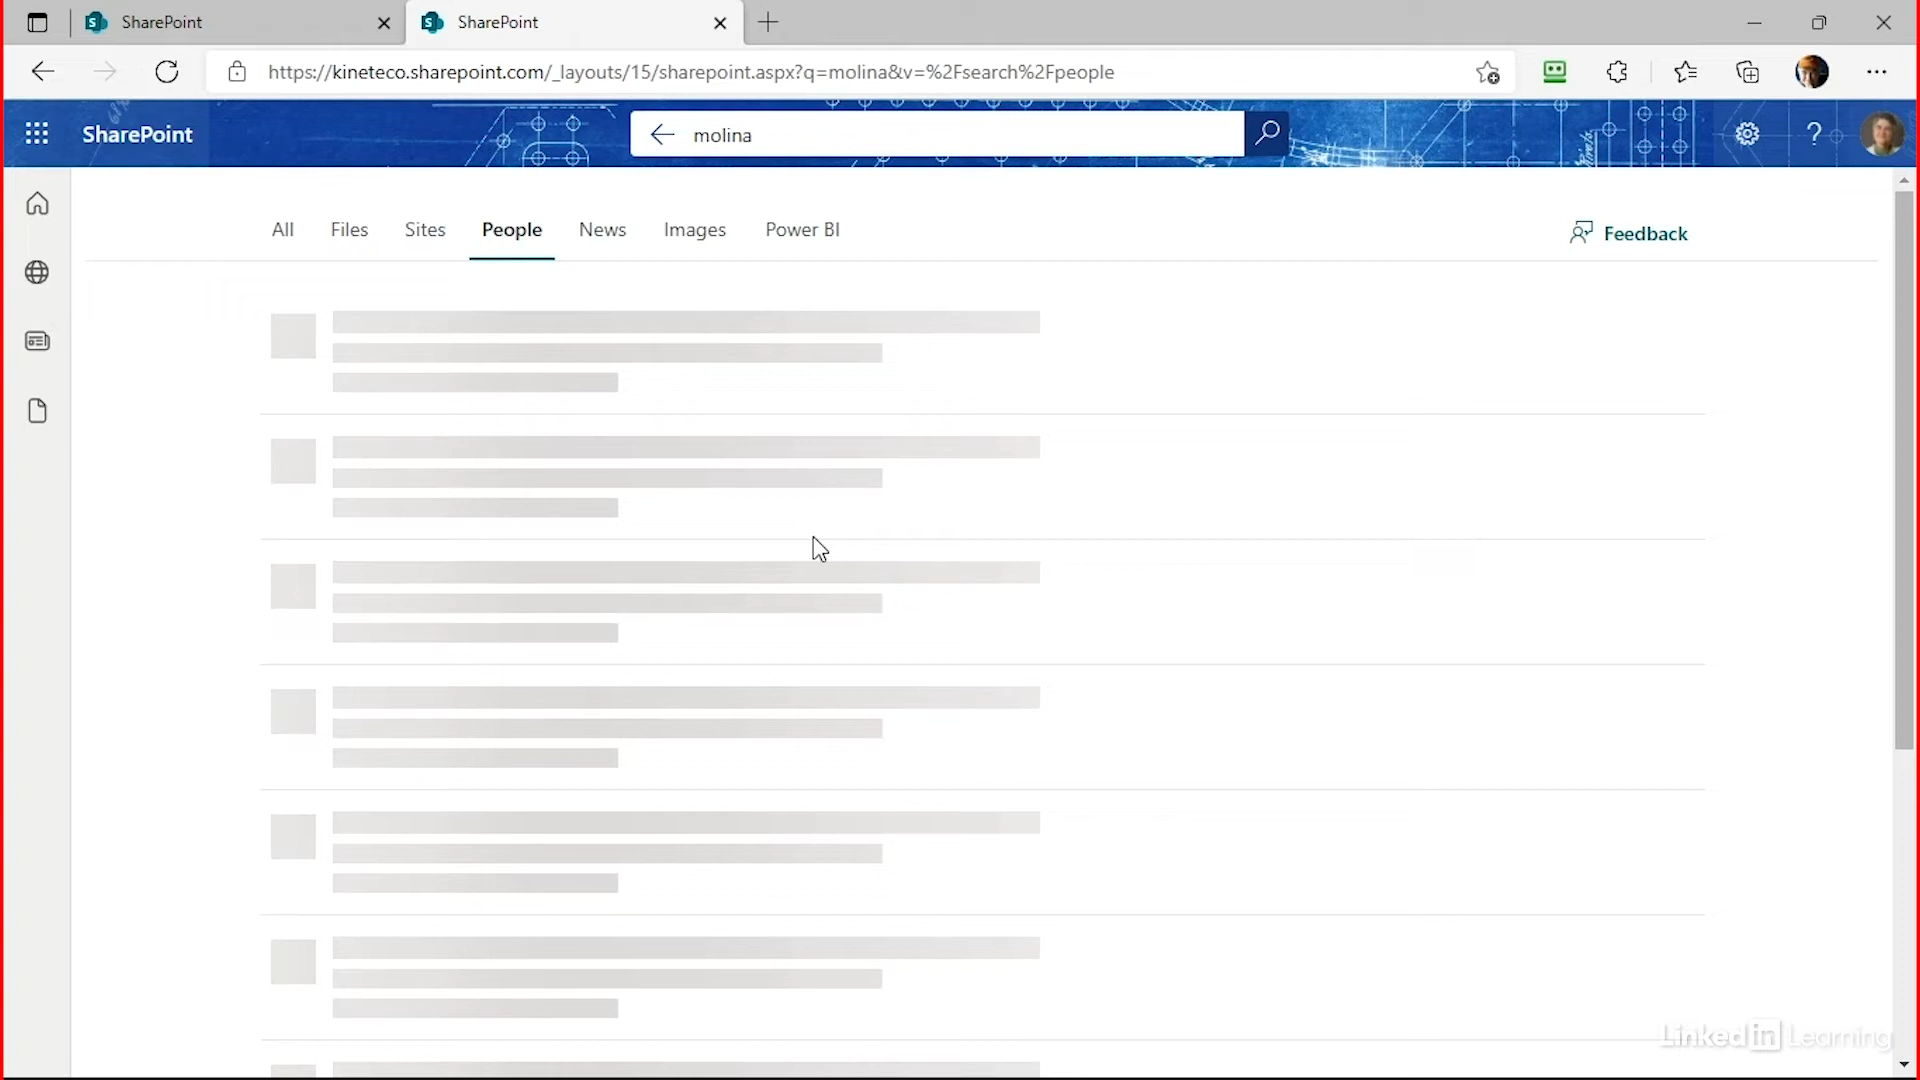 SharePoint
SharePoint
https://kineteco.sharepoint.com/_layouts/15/sharepoint.aspx?q=molina&v=%2Fsearch%2Fpeople
SharePoint
molina
All Files Sites People News Images Power BI
Feedback
LinkedIn Learning